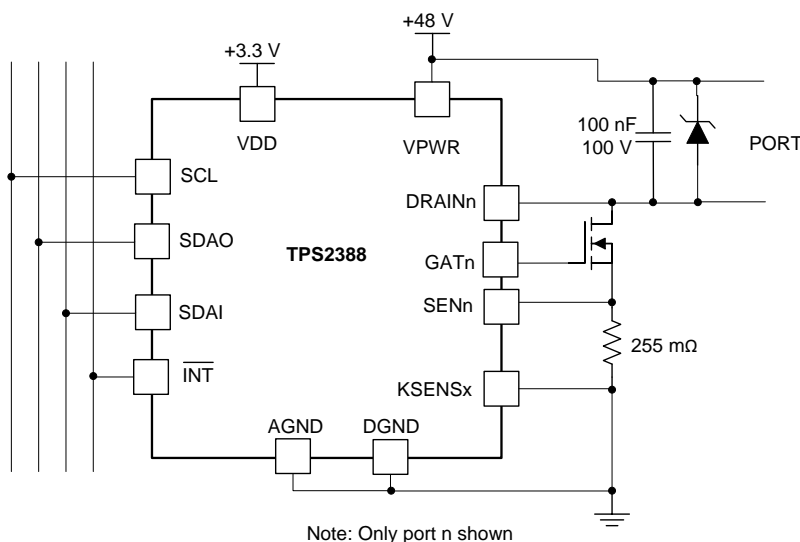 +48 V
+3.3 V
VDD
VPWR
100 nF
100 V
PORT
SCL
DRAINn
SDAO
TPS2388
GATn
SENn
SDAI
255 mΩ
INT
KSENSx
AGND
DGND
Note: Only port n shown